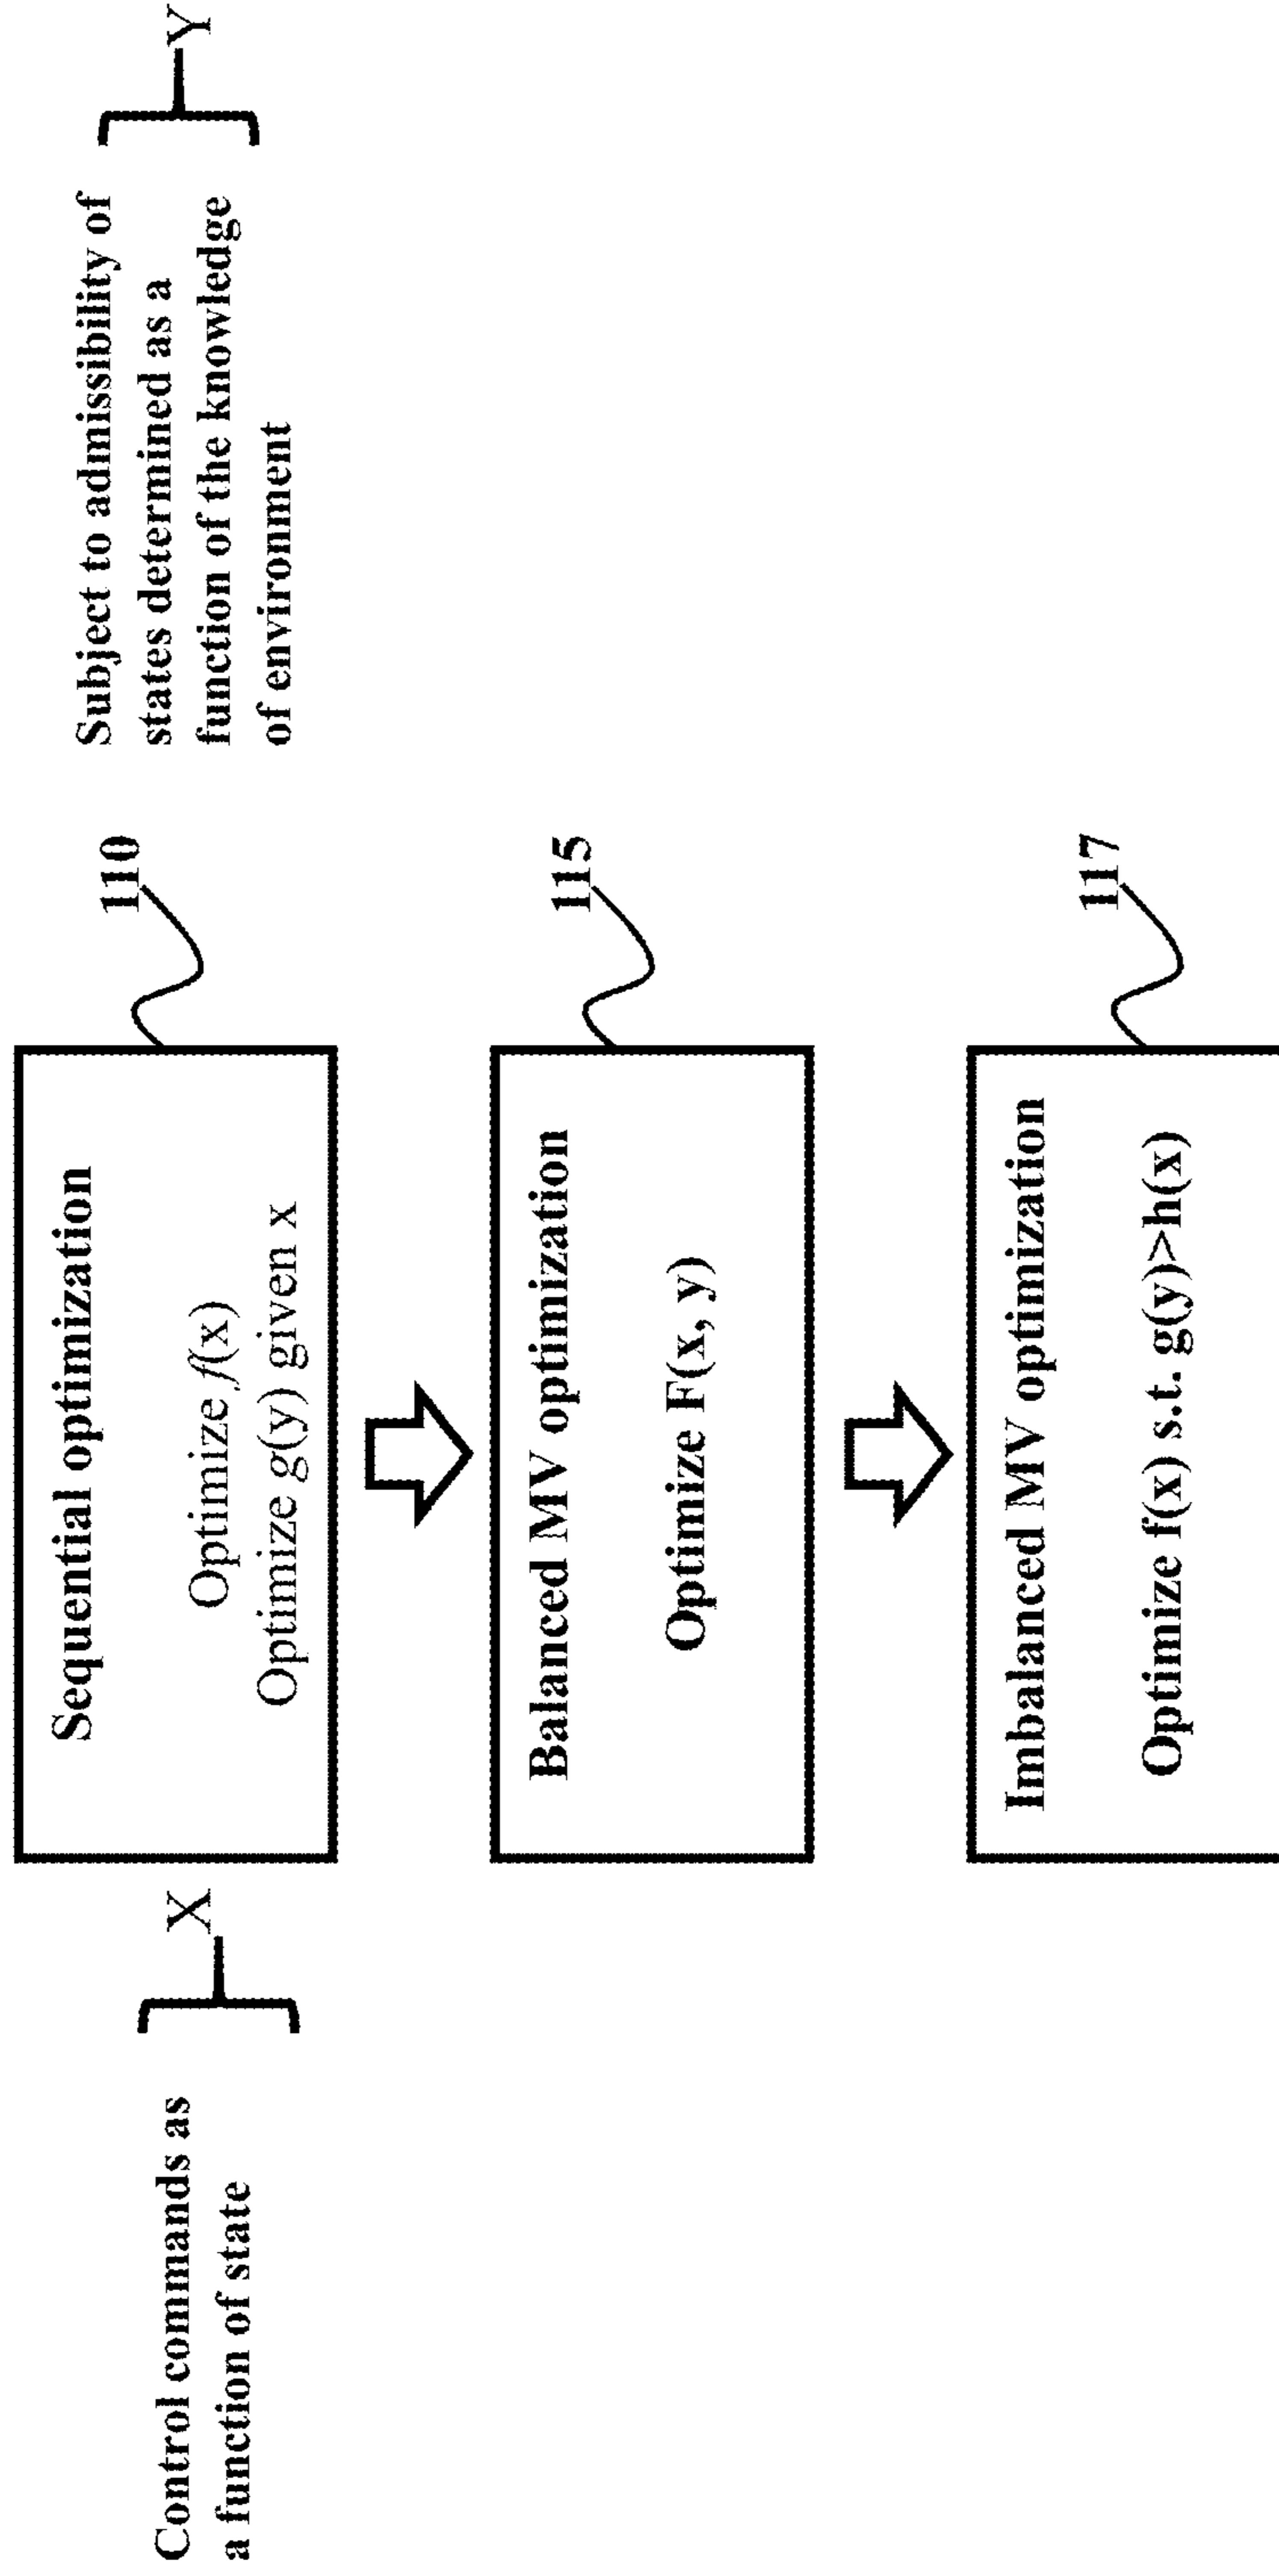 Control commands as
a function of state
X
Sequential optimization
Optimize f(x)
Optimize g(y) given x
110
Subject to admissibility of
states determined as a
function of the knowledge
of environment
Y
Balanced MV optimization
Optimize F(x, y)
115
Imbalanced MV optimization
Optimize f(x) s.t. g(y)>h(x)
117